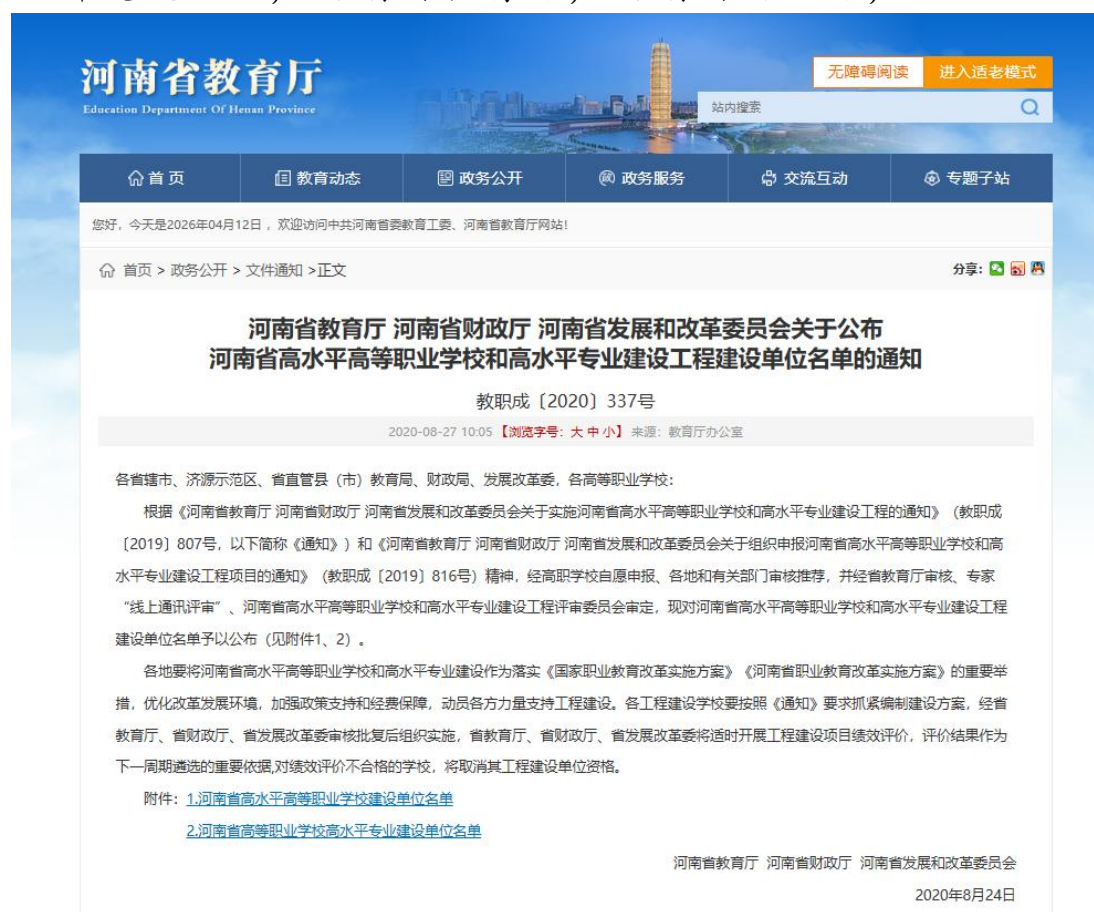 河南省教育厅
Education Department Of Henan Province
无障碍阅读 进入适老模式
站内搜索
首 页 教育动态 政务公开 政务服务 交流互动 专题子站
您好，今天是2026年04月12日 ，欢迎访问中共河南省委教育工委、河南省教育厅网站!
首页 > 政务公开 > 文件通知 >正文
分享:
河南省教育厅 河南省财政厅 河南省发展和改革委员会关于公布
河南省高水平高等职业学校和高水平专业建设工程建设单位名单的通知
教职成〔2020〕337号
2020-08-27 10:05 【浏览字号: 大 中 小】 来源: 教育厅办公室
各省辖市、济源示范区、省直管县（市）教育局、财政局、发展改革委，各高等职业学校：
根据《河南省教育厅 河南省财政厅 河南省发展和改革委员会关于实施河南省高水平高等职业学校和高水平专业建设工程的通知》（教职成
〔2019〕807号，以下简称《通知》）和《河南省教育厅 河南省财政厅 河南省发展和改革委员会关于组织申报河南省高水平高等职业学校和高
水平专业建设工程项目的通知》（教职成〔2019〕816号）精神，经高职学校自愿申报、各地和有关部门审核推荐，并经省教育厅审核、专家
“线上通讯评审”、河南省高水平高等职业学校和高水平专业建设工程评审委员会审定，现对河南省高水平高等职业学校和高水平专业建设工程
建设单位名单予以公布（见附件1、2）。
各地要将河南省高水平高等职业学校和高水平专业建设作为落实《国家职业教育改革实施方案》《河南省职业教育改革实施方案》的重要举
措，优化改革发展环境，加强政策支持和经费保障，动员各方力量支持工程建设。各工程建设学校要按照《通知》要求抓紧编制建设方案，经省
教育厅、省财政厅、省发展改革委审核批复后组织实施，省教育厅、省财政厅、省发展改革委将适时开展工程建设项目绩效评价，评价结果作为
下一周期遴选的重要依据,对绩效评价不合格的学校，将取消其工程建设单位资格。
附件：1.河南省高水平高等职业学校建设单位名单
2.河南省高等职业学校高水平专业建设单位名单
河南省教育厅 河南省财政厅 河南省发展和改革委员会
2020年8月24日